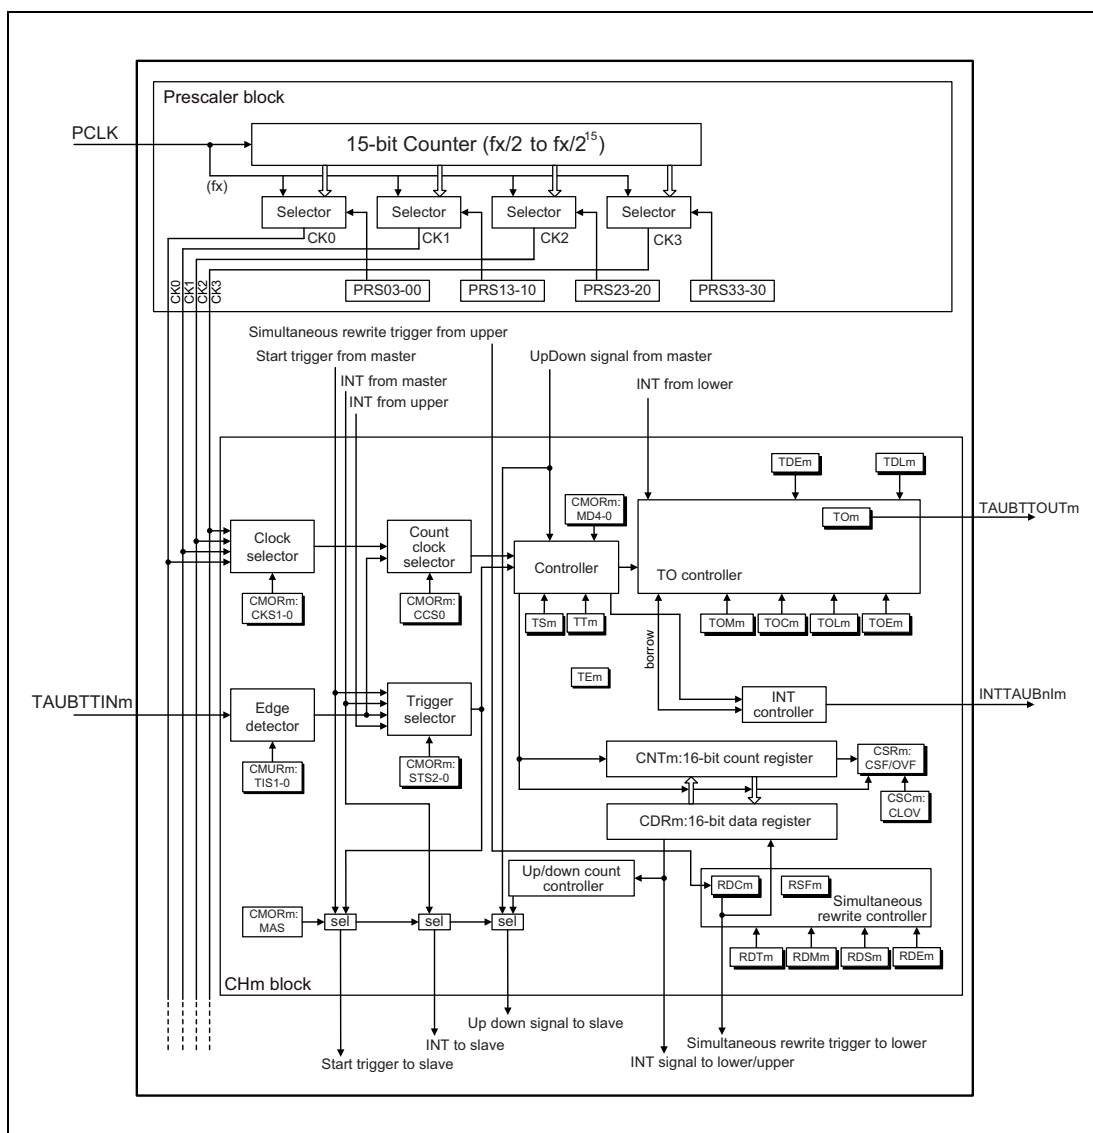 Prescaler block
PCLK
15-bit Counter (fx/2 to fx/2^15)
(fx)
Selector
Selector
Selector
Selector
CK0
CK1
CK2
CK3
CK0
CK1
CK2
CK3
PRS03-00
PRS13-10
PRS23-20
PRS33-30
Simultaneous rewrite trigger from upper
Start trigger from master
UpDown signal from master
INT from master
INT from lower
INT from upper
TDEm
TDLm
CMORm:
MD4-0
TOm
TAUBTTOUTm
Clock
selector
Count
clock
selector
Controller
TO controller
CMORm:
CKS1-0
CMORm:
CCS0
TSm
TTm
TOMm
TOCm
TOLm
TOEm
borrow
TEm
TAUBTTINm
Edge
detector
Trigger
selector
INT
controller
INTTAUBnIm
CMURm:
TIS1-0
CMORm:
STS2-0
CNTm:16-bit count register
CSRm:
CSF/OVF
CSCm:
CLOV
CDRm:16-bit data register
Up/down count
controller
RDCm
RSFm
Simultaneous
rewrite controller
CMORm:
MAS
sel
sel
sel
RDTm
RDMm
RDSm
RDEm
CHm block
Up down signal to slave
INT to slave
Simultaneous rewrite trigger to lower
Start trigger to slave
INT signal to lower/upper